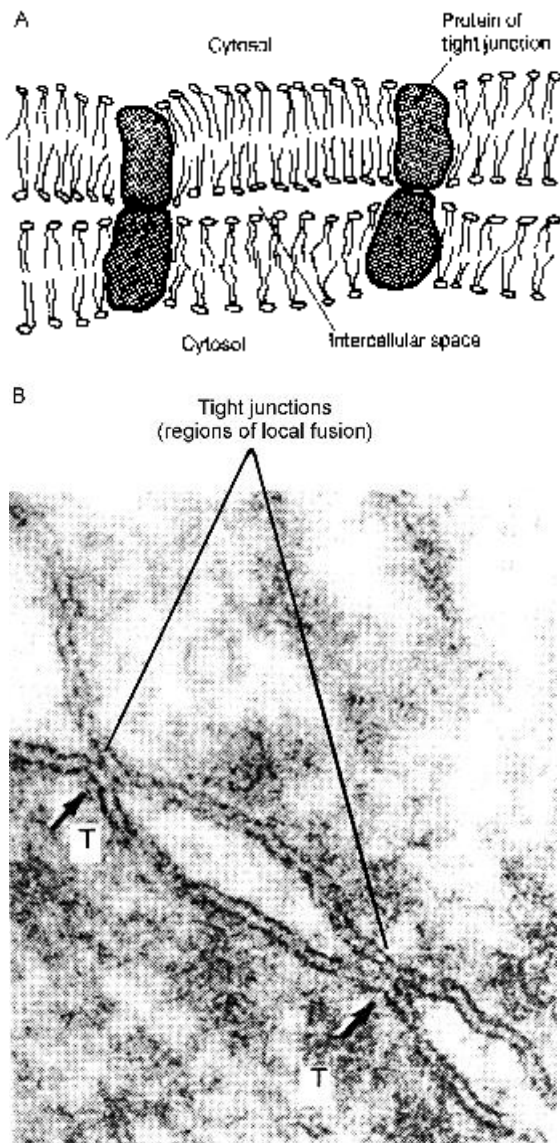 A
Cytosol
Protein of
tight junction
Intercellular space
Cytosol
B
Tight junctions
(regions of local fusion)
T
T